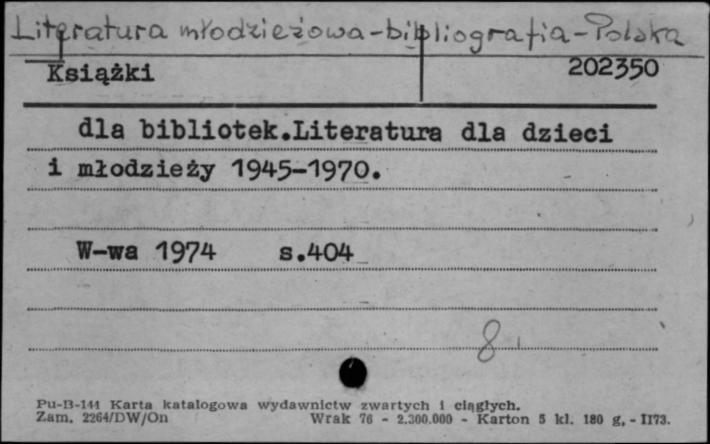 Literatura młodzieżowa-bibliografia-Polska
Książki 202350
dla bibliotek.Literatura dla dzieci
i młodzieży 1945-1970.
W-wa 1974 s.404
8
Pu-B-144 Karta katalogowa wydawnictw zwartych i ciągłych.
Zam. 2264/DW/On Wrak 76 - 2.300.000 - Karton 5 kl. 180 g. - II73.